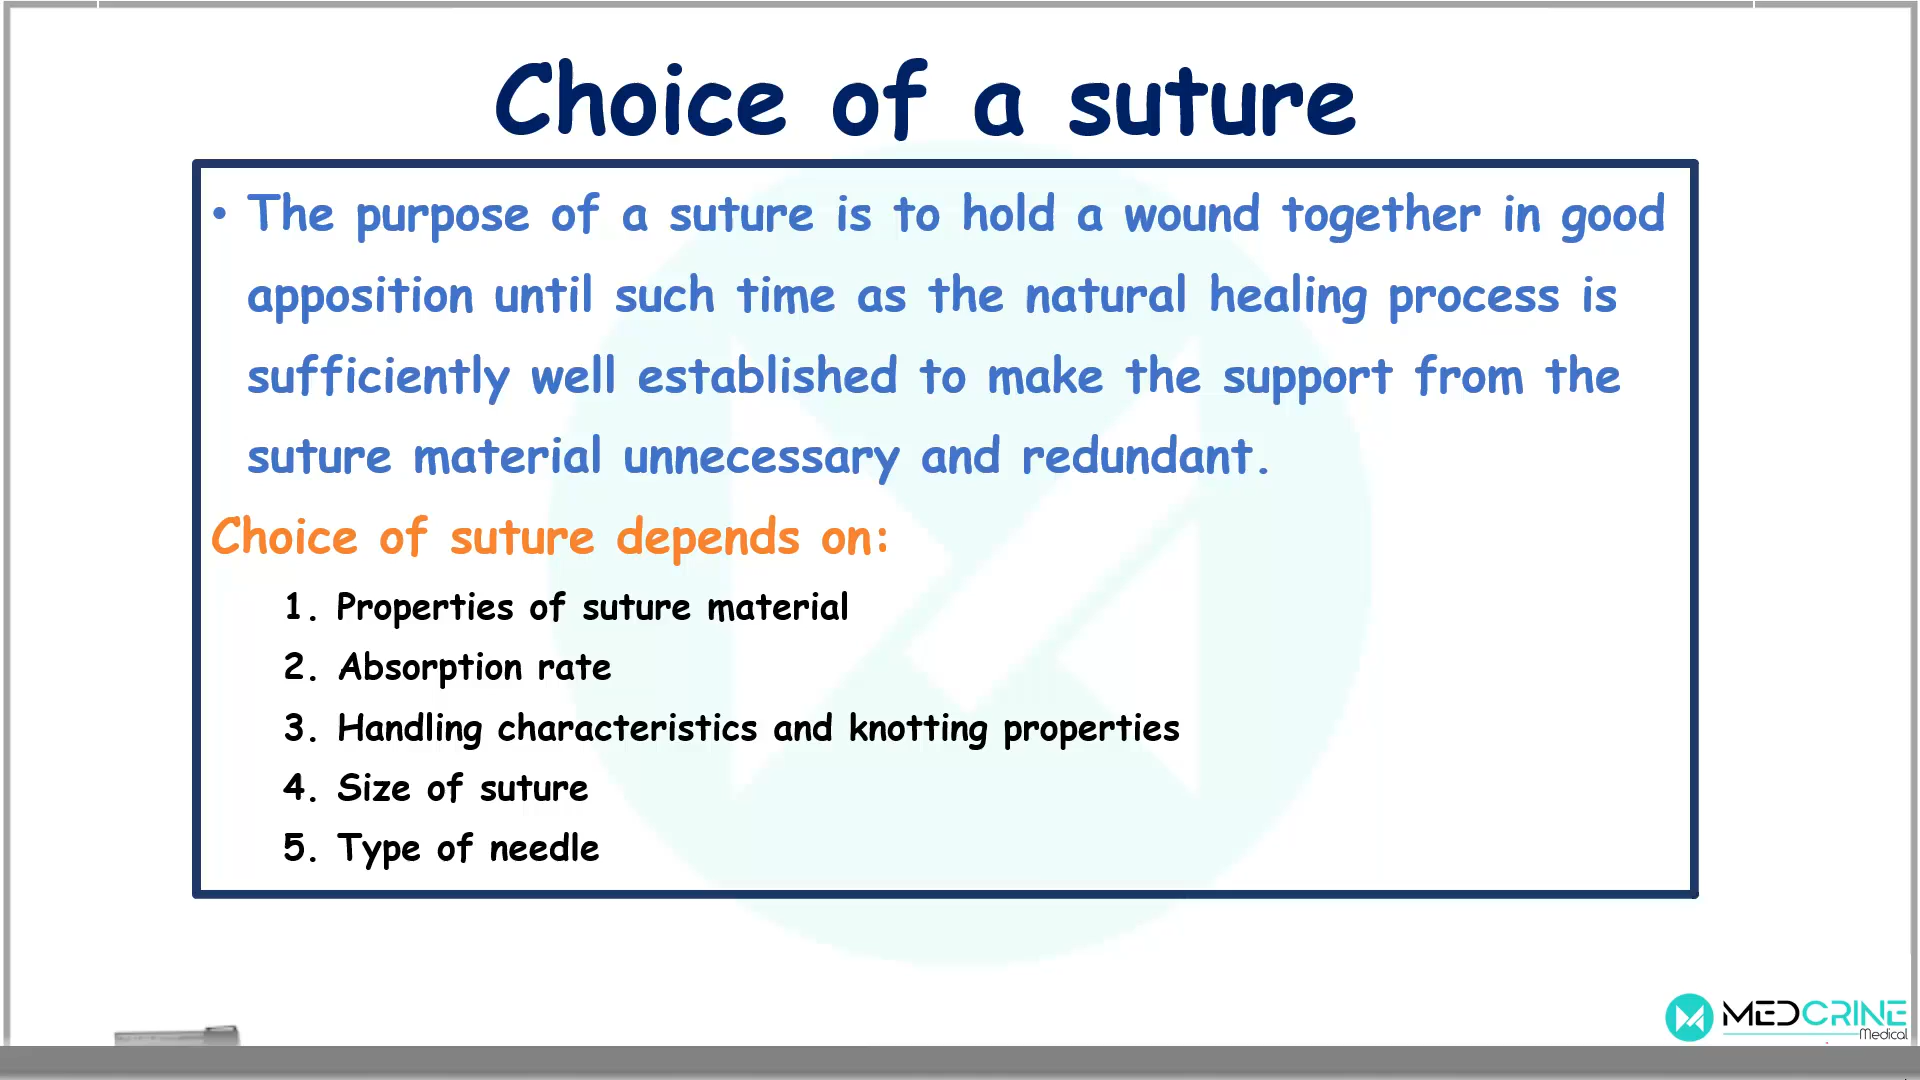 Choice of a suture
• The purpose of a suture is to hold a wound together in good
apposition until such time as the natural healing process is
sufficiently well established to make the support from the
suture material unnecessary and redundant.
Choice of suture depends on:
1. Properties of suture material
2. Absorption rate
3. Handling characteristics and knotting properties
4. Size of suture
5. Type of needle
MEDCRINE
Medical